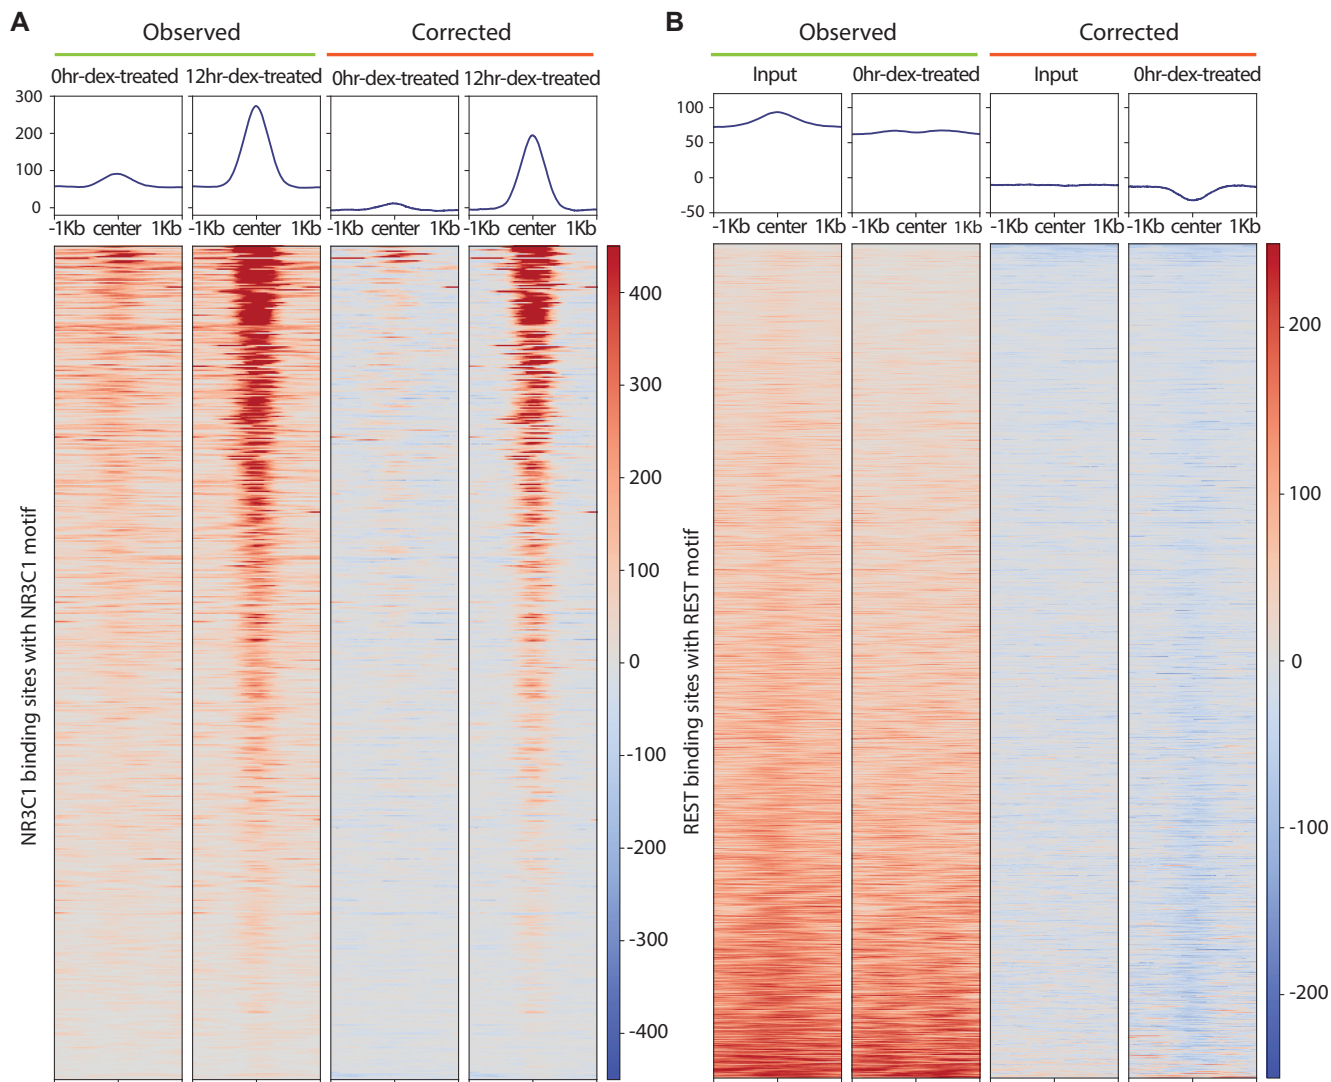 A
Observed
Corrected
0hr-dex-treated 12hr-dex-treated 0hr-dex-treated 12hr-dex-treated
300
200
100
0
-1Kb center 1Kb -1Kb center 1Kb -1Kb center 1Kb -1Kb center 1Kb
NR3C1 binding sites with NR3C1 motif
400
300
200
100
0
-100
-200
-300
-400
B
Observed
Corrected
Input 0hr-dex-treated Input 0hr-dex-treated
100
50
0
-50
-1Kb center 1Kb -1Kb center 1Kb -1Kb center 1Kb -1Kb center 1Kb
REST binding sites with REST motif
200
100
0
-100
-200